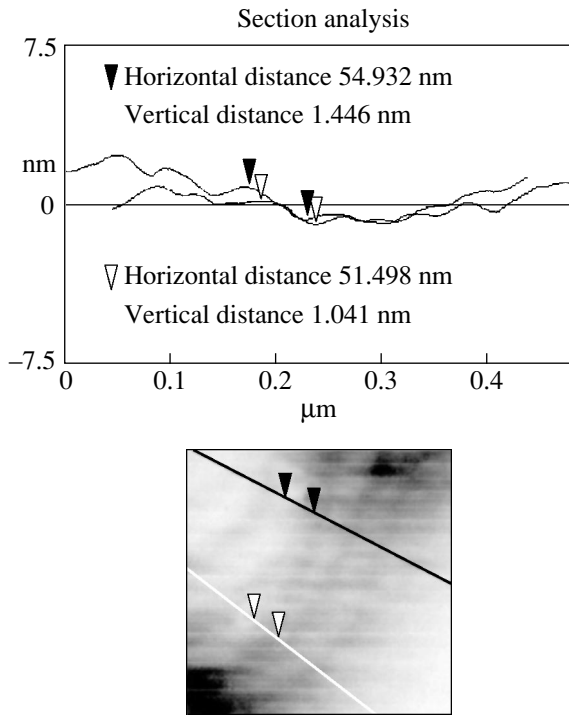 Section analysis
7.5
Horizontal distance 54.932 nm
Vertical distance 1.446 nm
nm
0
Horizontal distance 51.498 nm
Vertical distance 1.041 nm
–7.5
0 0.1 0.2 0.3 0.4
µm